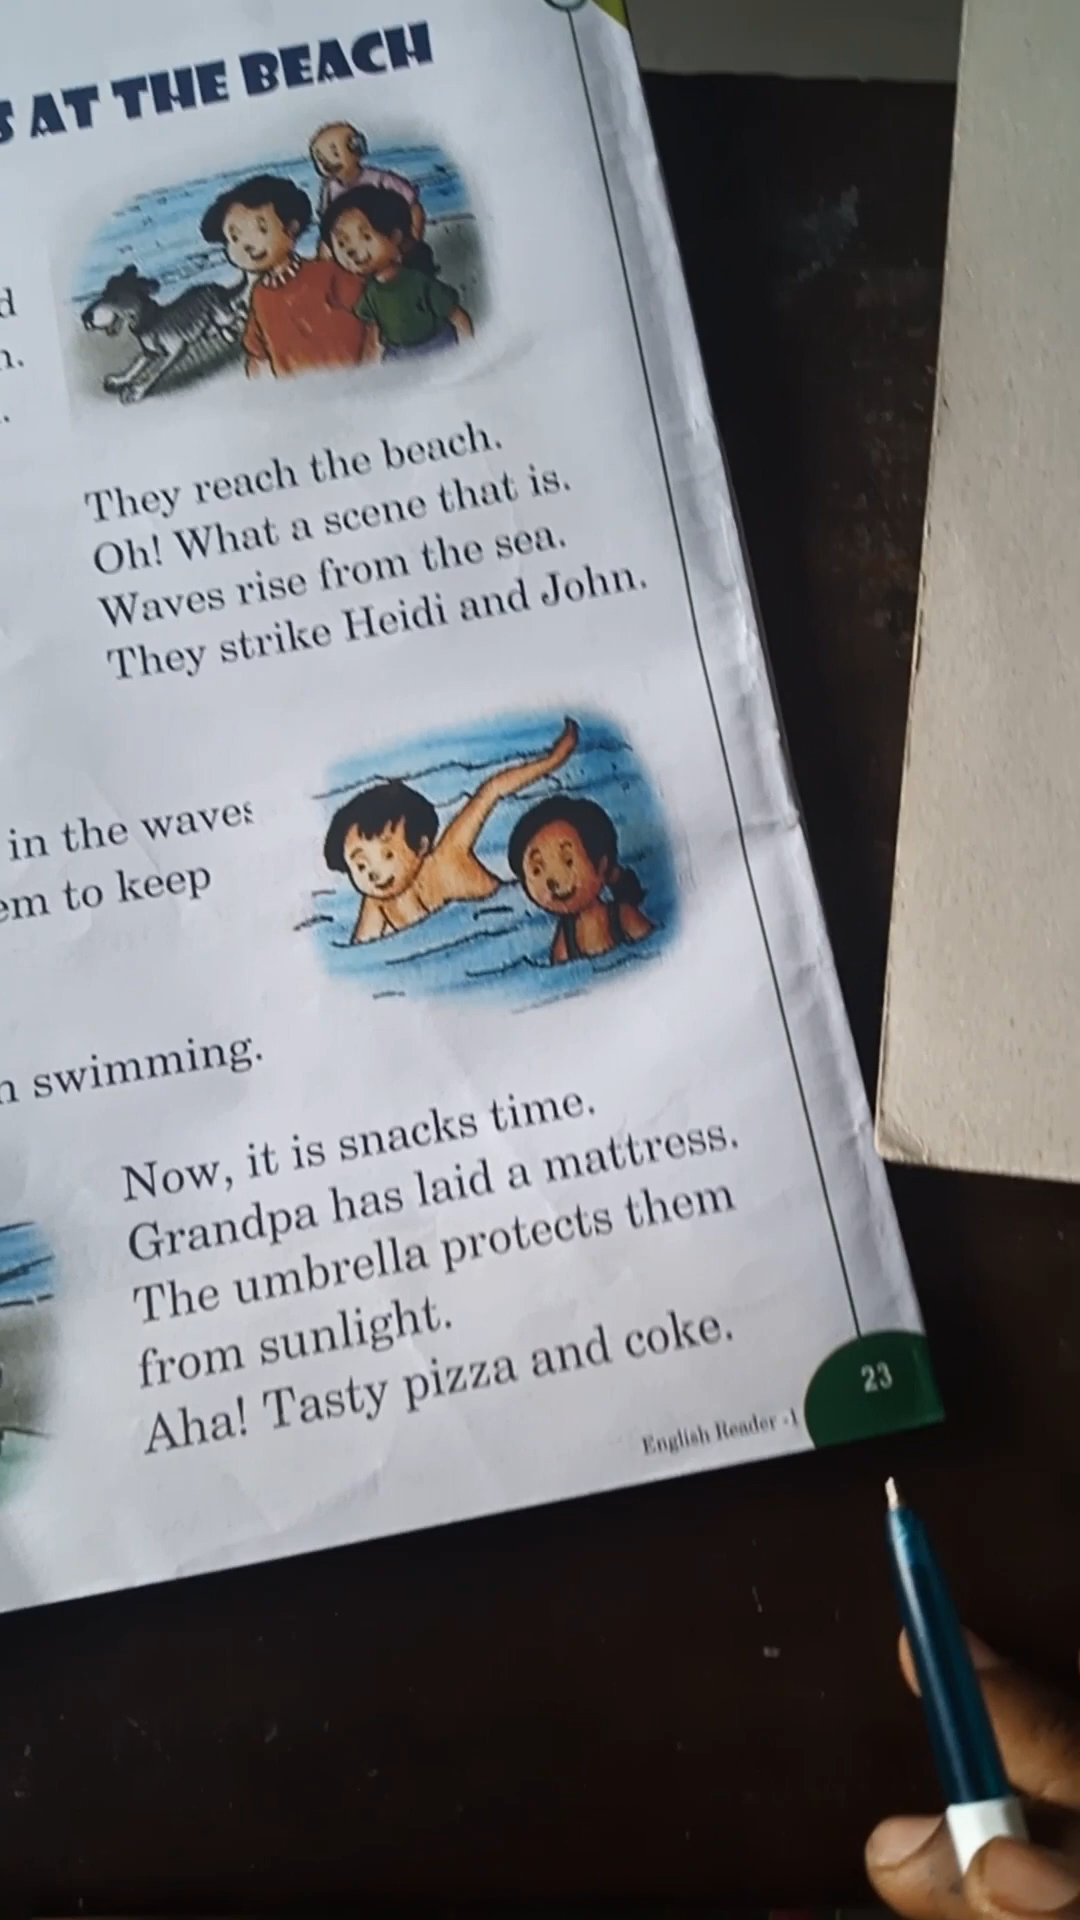 AT THE BEACH
They reach the beach.
Oh! What a scene that is.
Waves rise from the sea.
They strike Heidi and John.
in the waves
to keep
swimming.
Now, it is snacks time.
Grandpa has laid a mattress.
The umbrella protects them
from sunlight.
Aha! Tasty pizza and coke.
23
English Reader -1